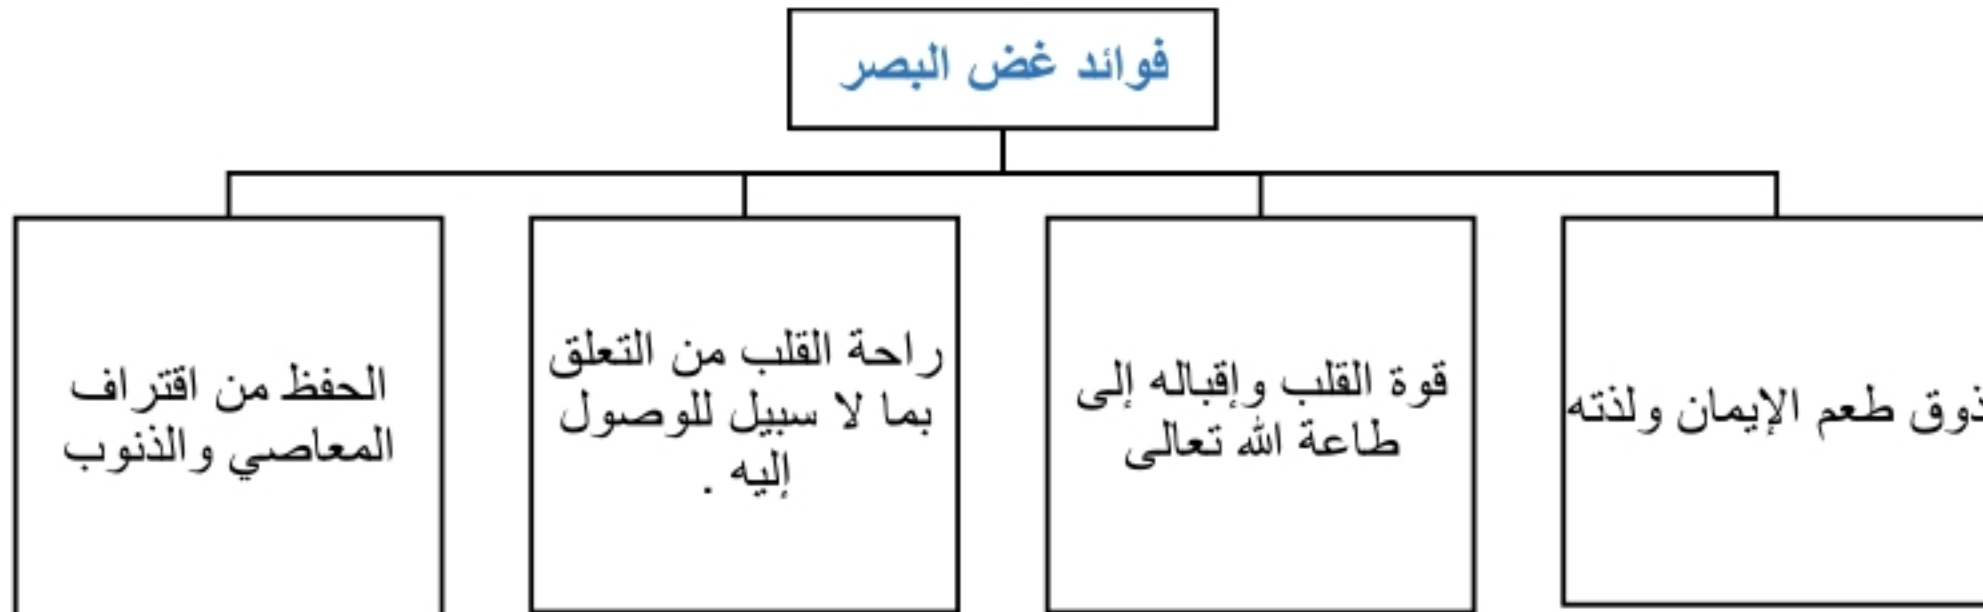 فوائد غض البصر
ذوق طعم الإيمان ولذته
قوة القلب وإقباله إلى
طاعة الله تعالى
راحة القلب من التعلق
بما لا سبيل للوصول
إليه .
الحفظ من اقتراف
المعاصي والذنوب